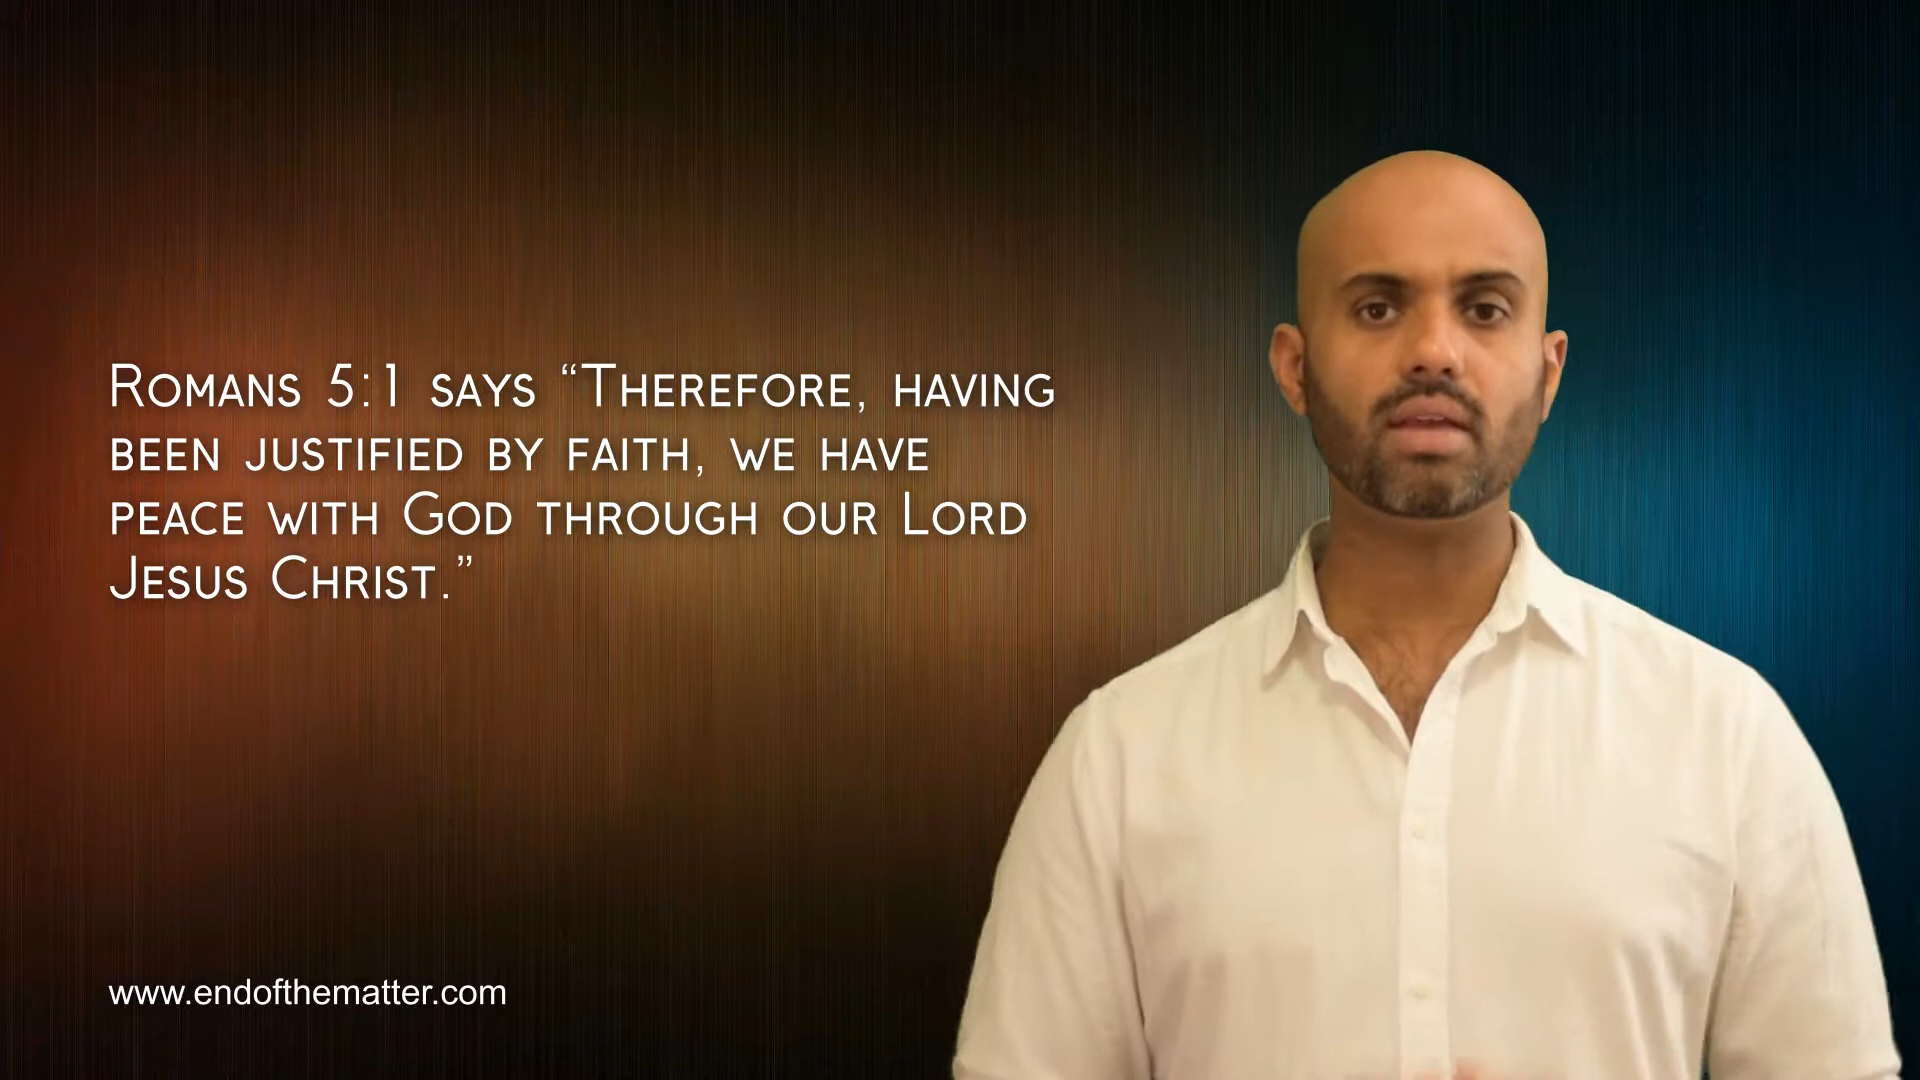 Romans 5:1 says “Therefore, having
been justified by faith, we have
peace with God through our Lord
Jesus Christ.”
www.endofthematter.com